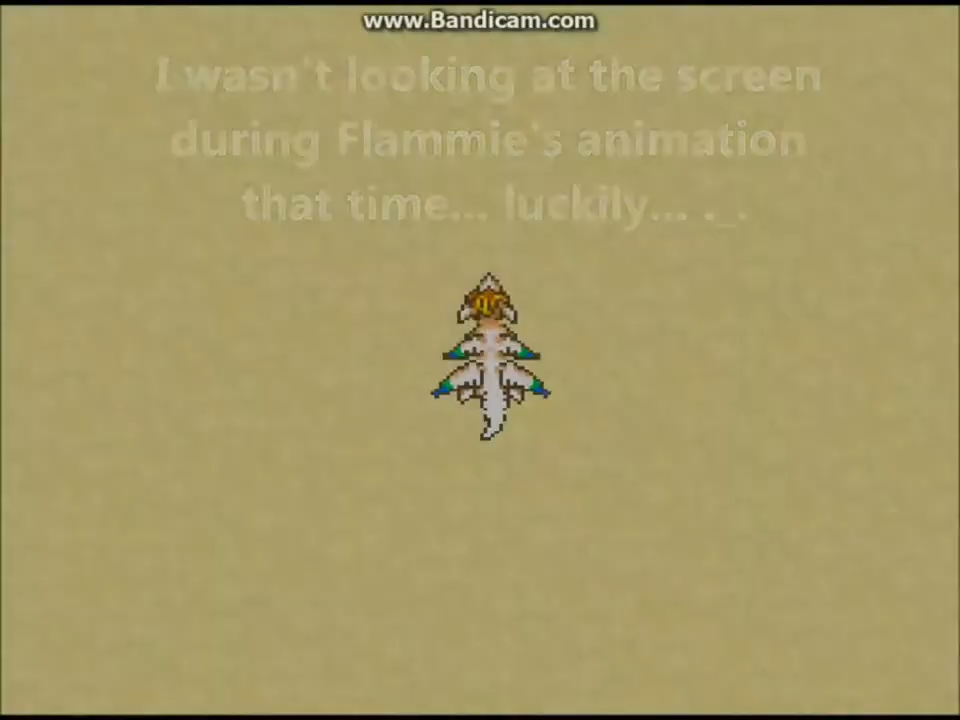 www.Bandicam.com
I wasn't looking at the screen
during Flammie's animation
that time... luckily... ._.